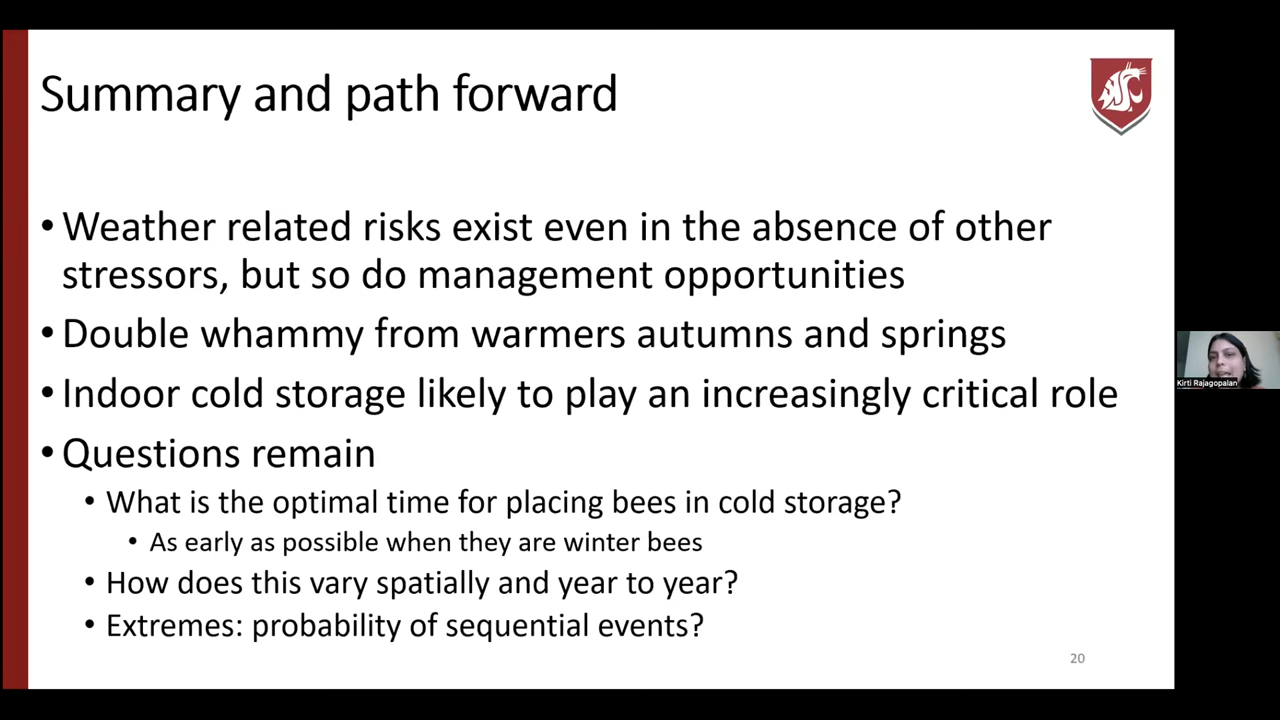 Summary and path forward
• Weather related risks exist even in the absence of other
stressors, but so do management opportunities
• Double whammy from warmers autumns and springs
• Indoor cold storage likely to play an increasingly critical role
• Questions remain
• What is the optimal time for placing bees in cold storage?
• As early as possible when they are winter bees
• How does this vary spatially and year to year?
• Extremes: probability of sequential events?
20
Kirti Rajagopalan